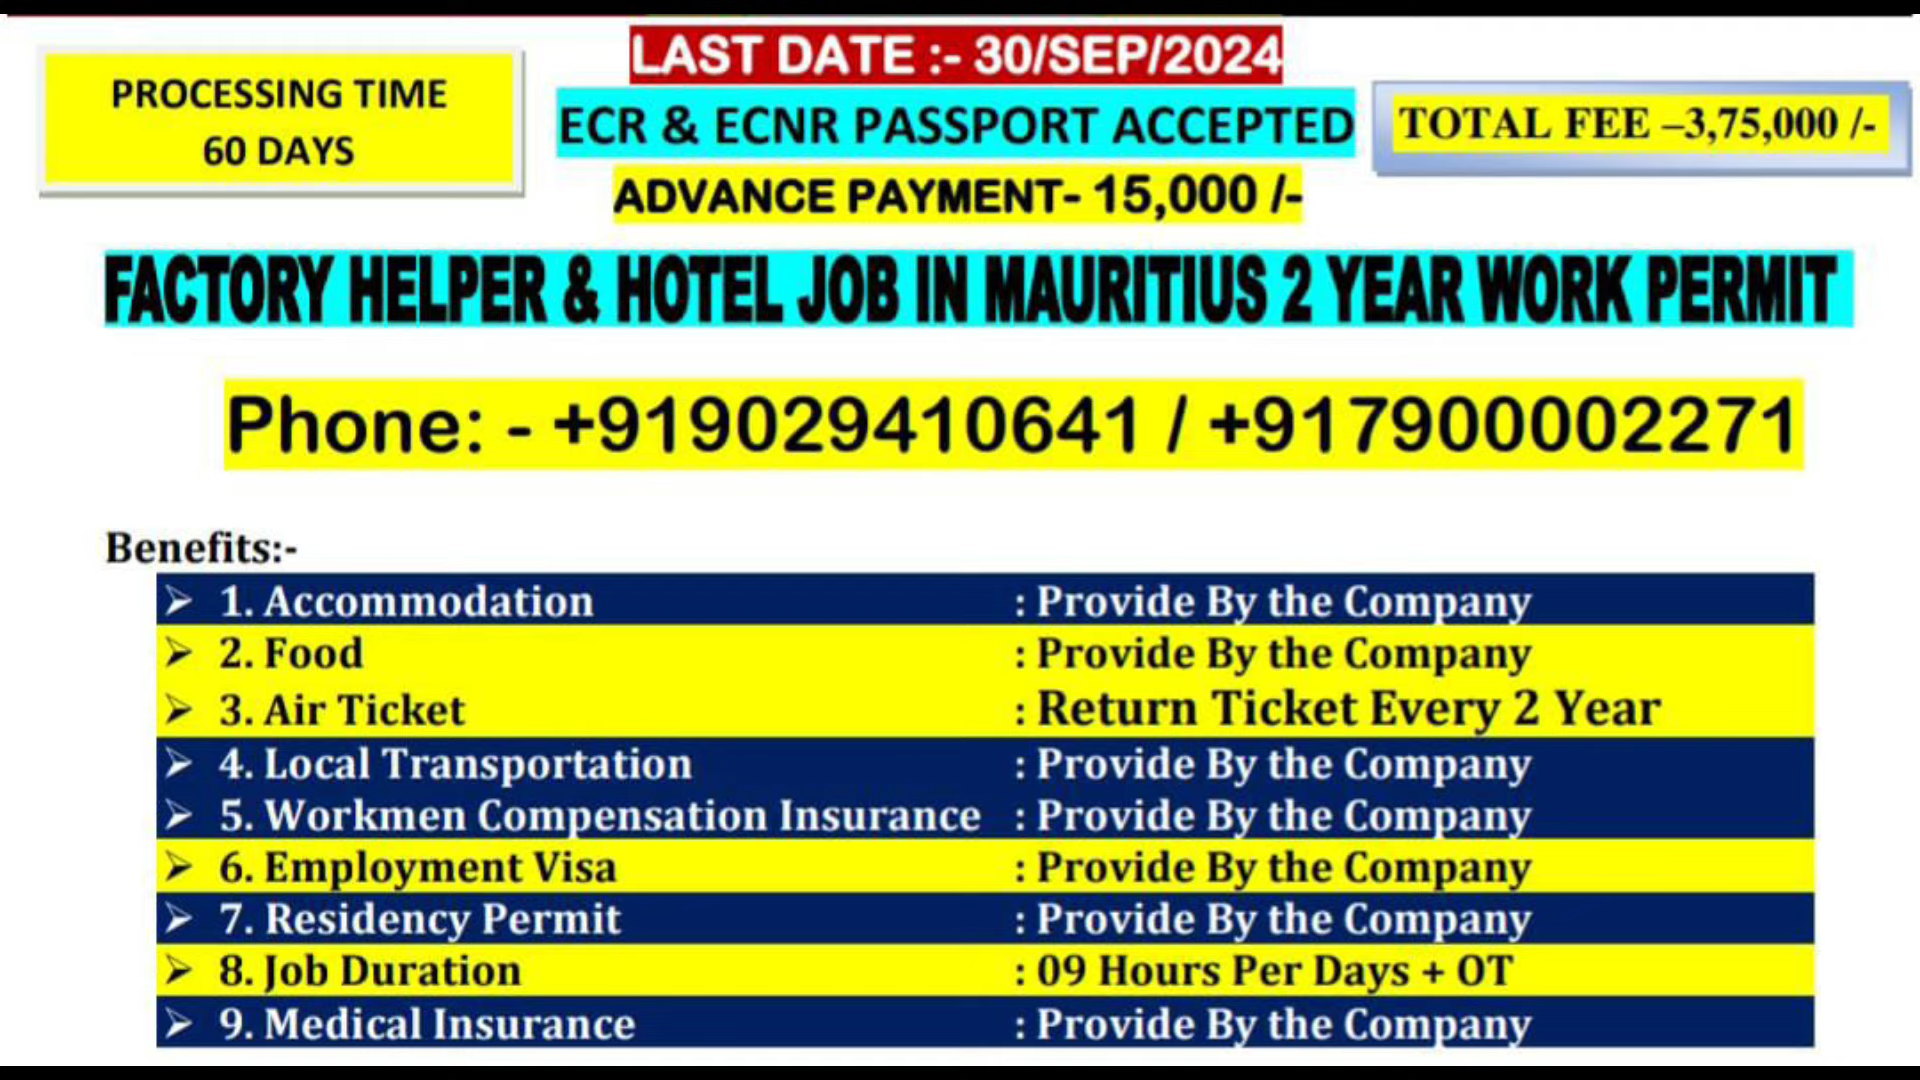 LAST DATE :- 30/SEP/2024
PROCESSING TIME
60 DAYS
ECR & ECNR PASSPORT ACCEPTED
TOTAL FEE –3,75,000 /-
ADVANCE PAYMENT- 15,000 /-
FACTORY HELPER & HOTEL JOB IN MAURITIUS 2 YEAR WORK PERMIT
Phone: - +919029410641 / +917900002271
Benefits:-
➢ 1. Accommodation : Provide By the Company
➢ 2. Food : Provide By the Company
➢ 3. Air Ticket : Return Ticket Every 2 Year
➢ 4. Local Transportation : Provide By the Company
➢ 5. Workmen Compensation Insurance : Provide By the Company
➢ 6. Employment Visa : Provide By the Company
➢ 7. Residency Permit : Provide By the Company
➢ 8. Job Duration : 09 Hours Per Days + OT
➢ 9. Medical Insurance : Provide By the Company